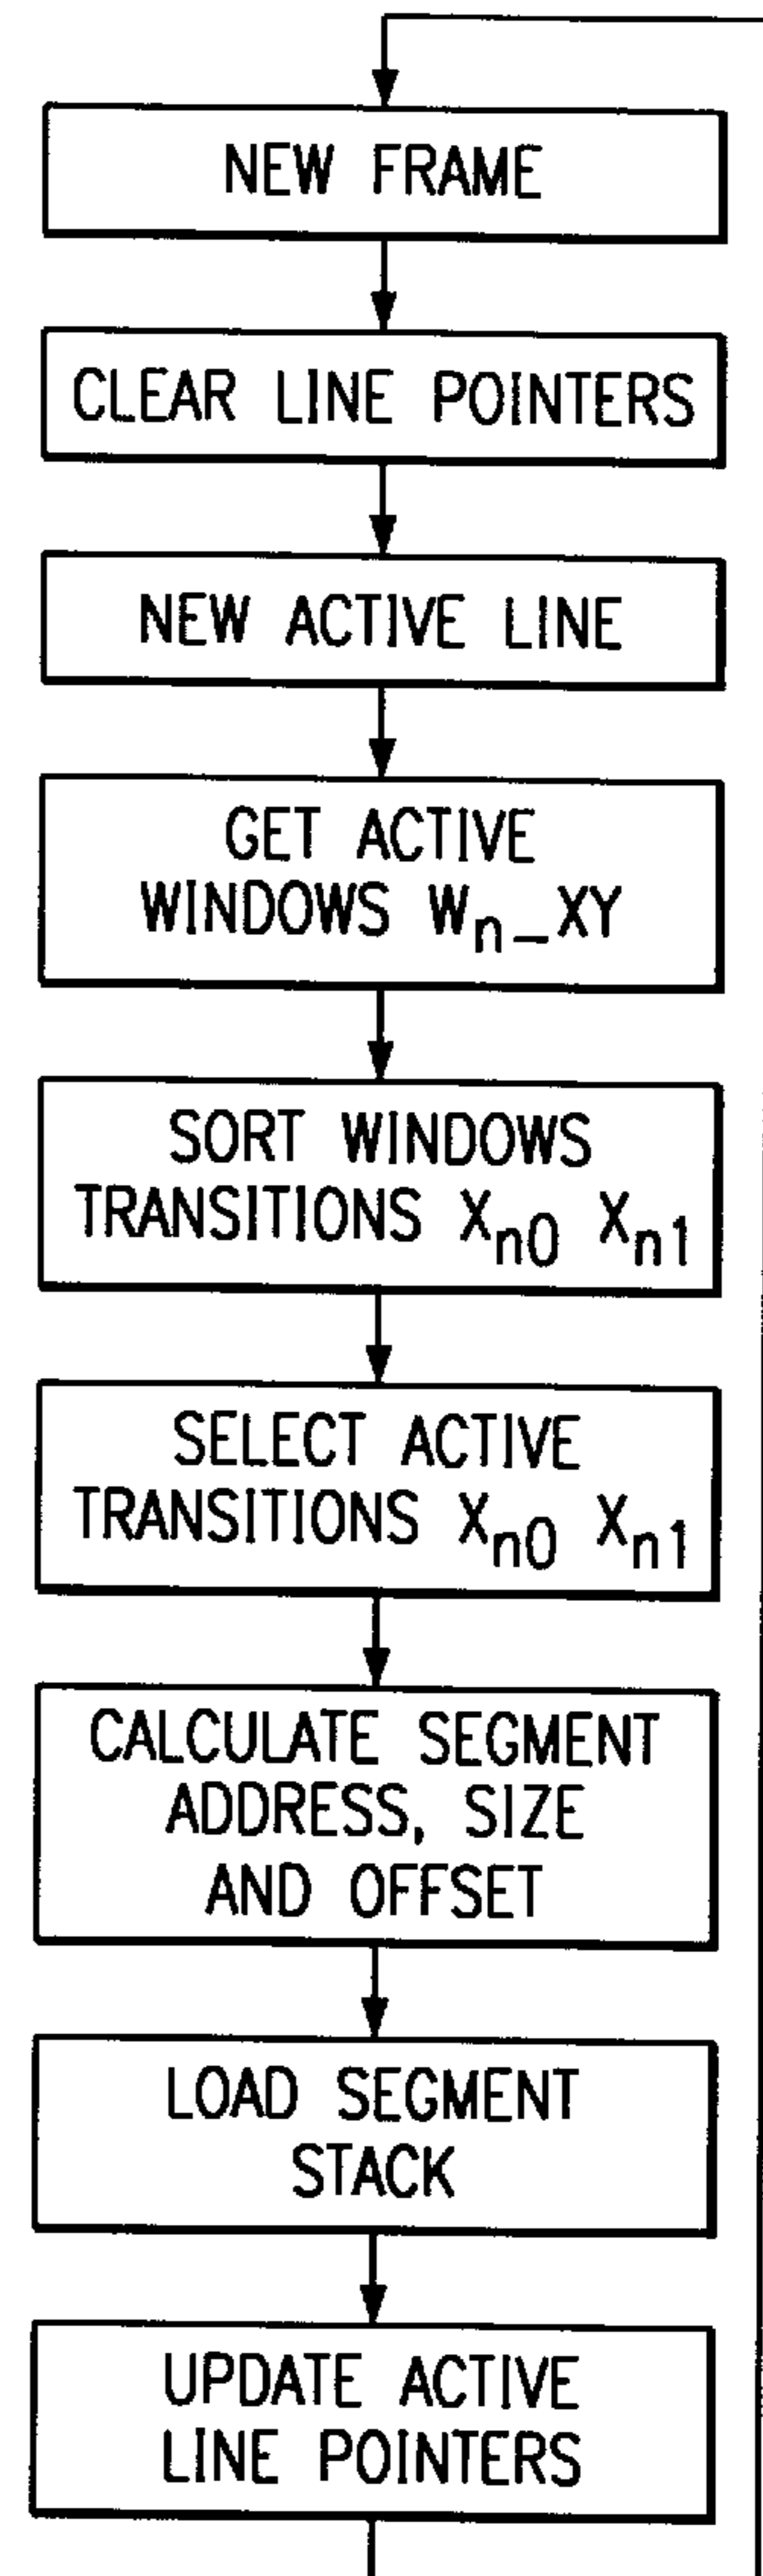 NEW FRAME
CLEAR LINE POINTERS
NEW ACTIVE LINE
GET ACTIVE
WINDOWS Wn_XY
SORT WINDOWS
TRANSITIONS Xn0 Xn1
SELECT ACTIVE
TRANSITIONS Xn0 Xn1
CALCULATE SEGMENT
ADDRESS, SIZE
AND OFFSET
LOAD SEGMENT
STACK
UPDATE ACTIVE
LINE POINTERS